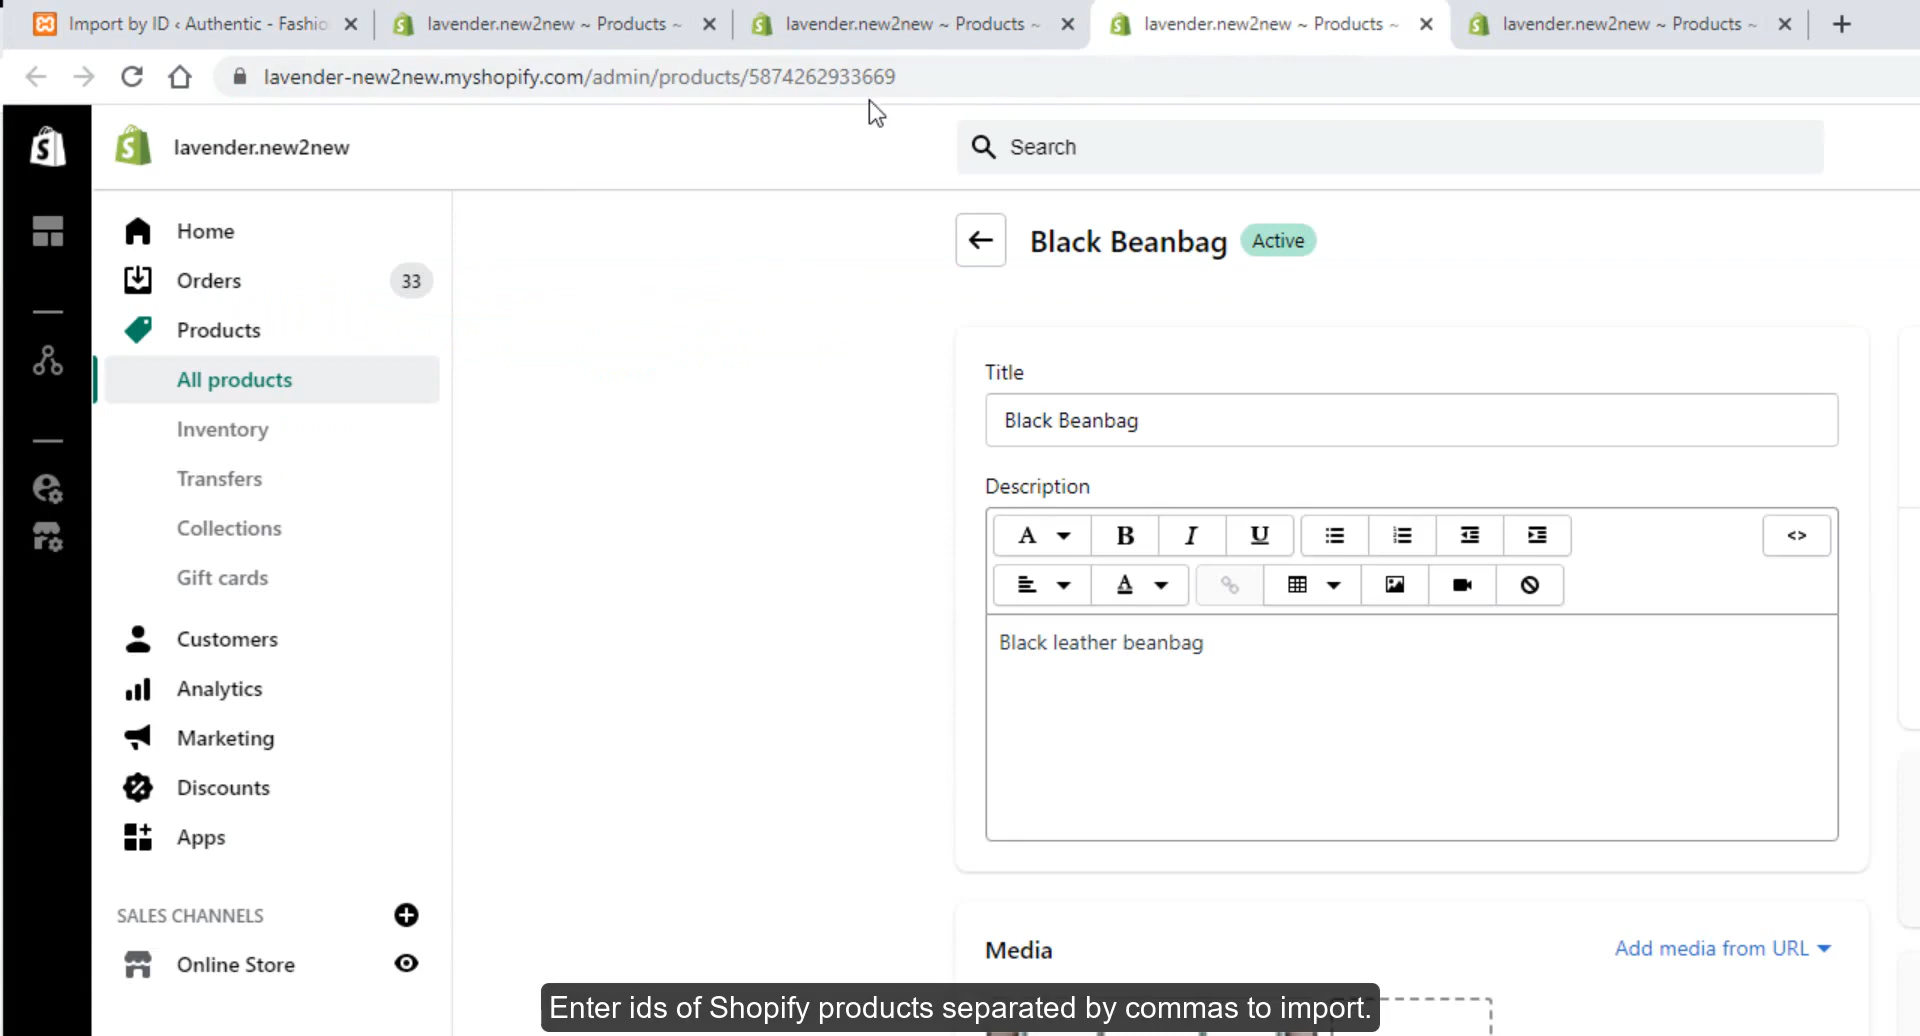 Import by ID ‹ Authentic - Fashio
lavender.new2new ~ Products ~
lavender.new2new ~ Products ~
lavender.new2new ~ Products ~
lavender.new2new ~ Products ~
lavender-new2new.myshopify.com/admin/products/5874262933669
lavender.new2new
Search
Home
Orders 33
Products
All products
Inventory
Transfers
Collections
Gift cards
Customers
Analytics
Marketing
Discounts
Apps
SALES CHANNELS
Online Store
Black Beanbag Active
Title
Black Beanbag
Description
A B I U <>
A
Black leather beanbag
Media Add media from URL
Enter ids of Shopify products separated by commas to import.